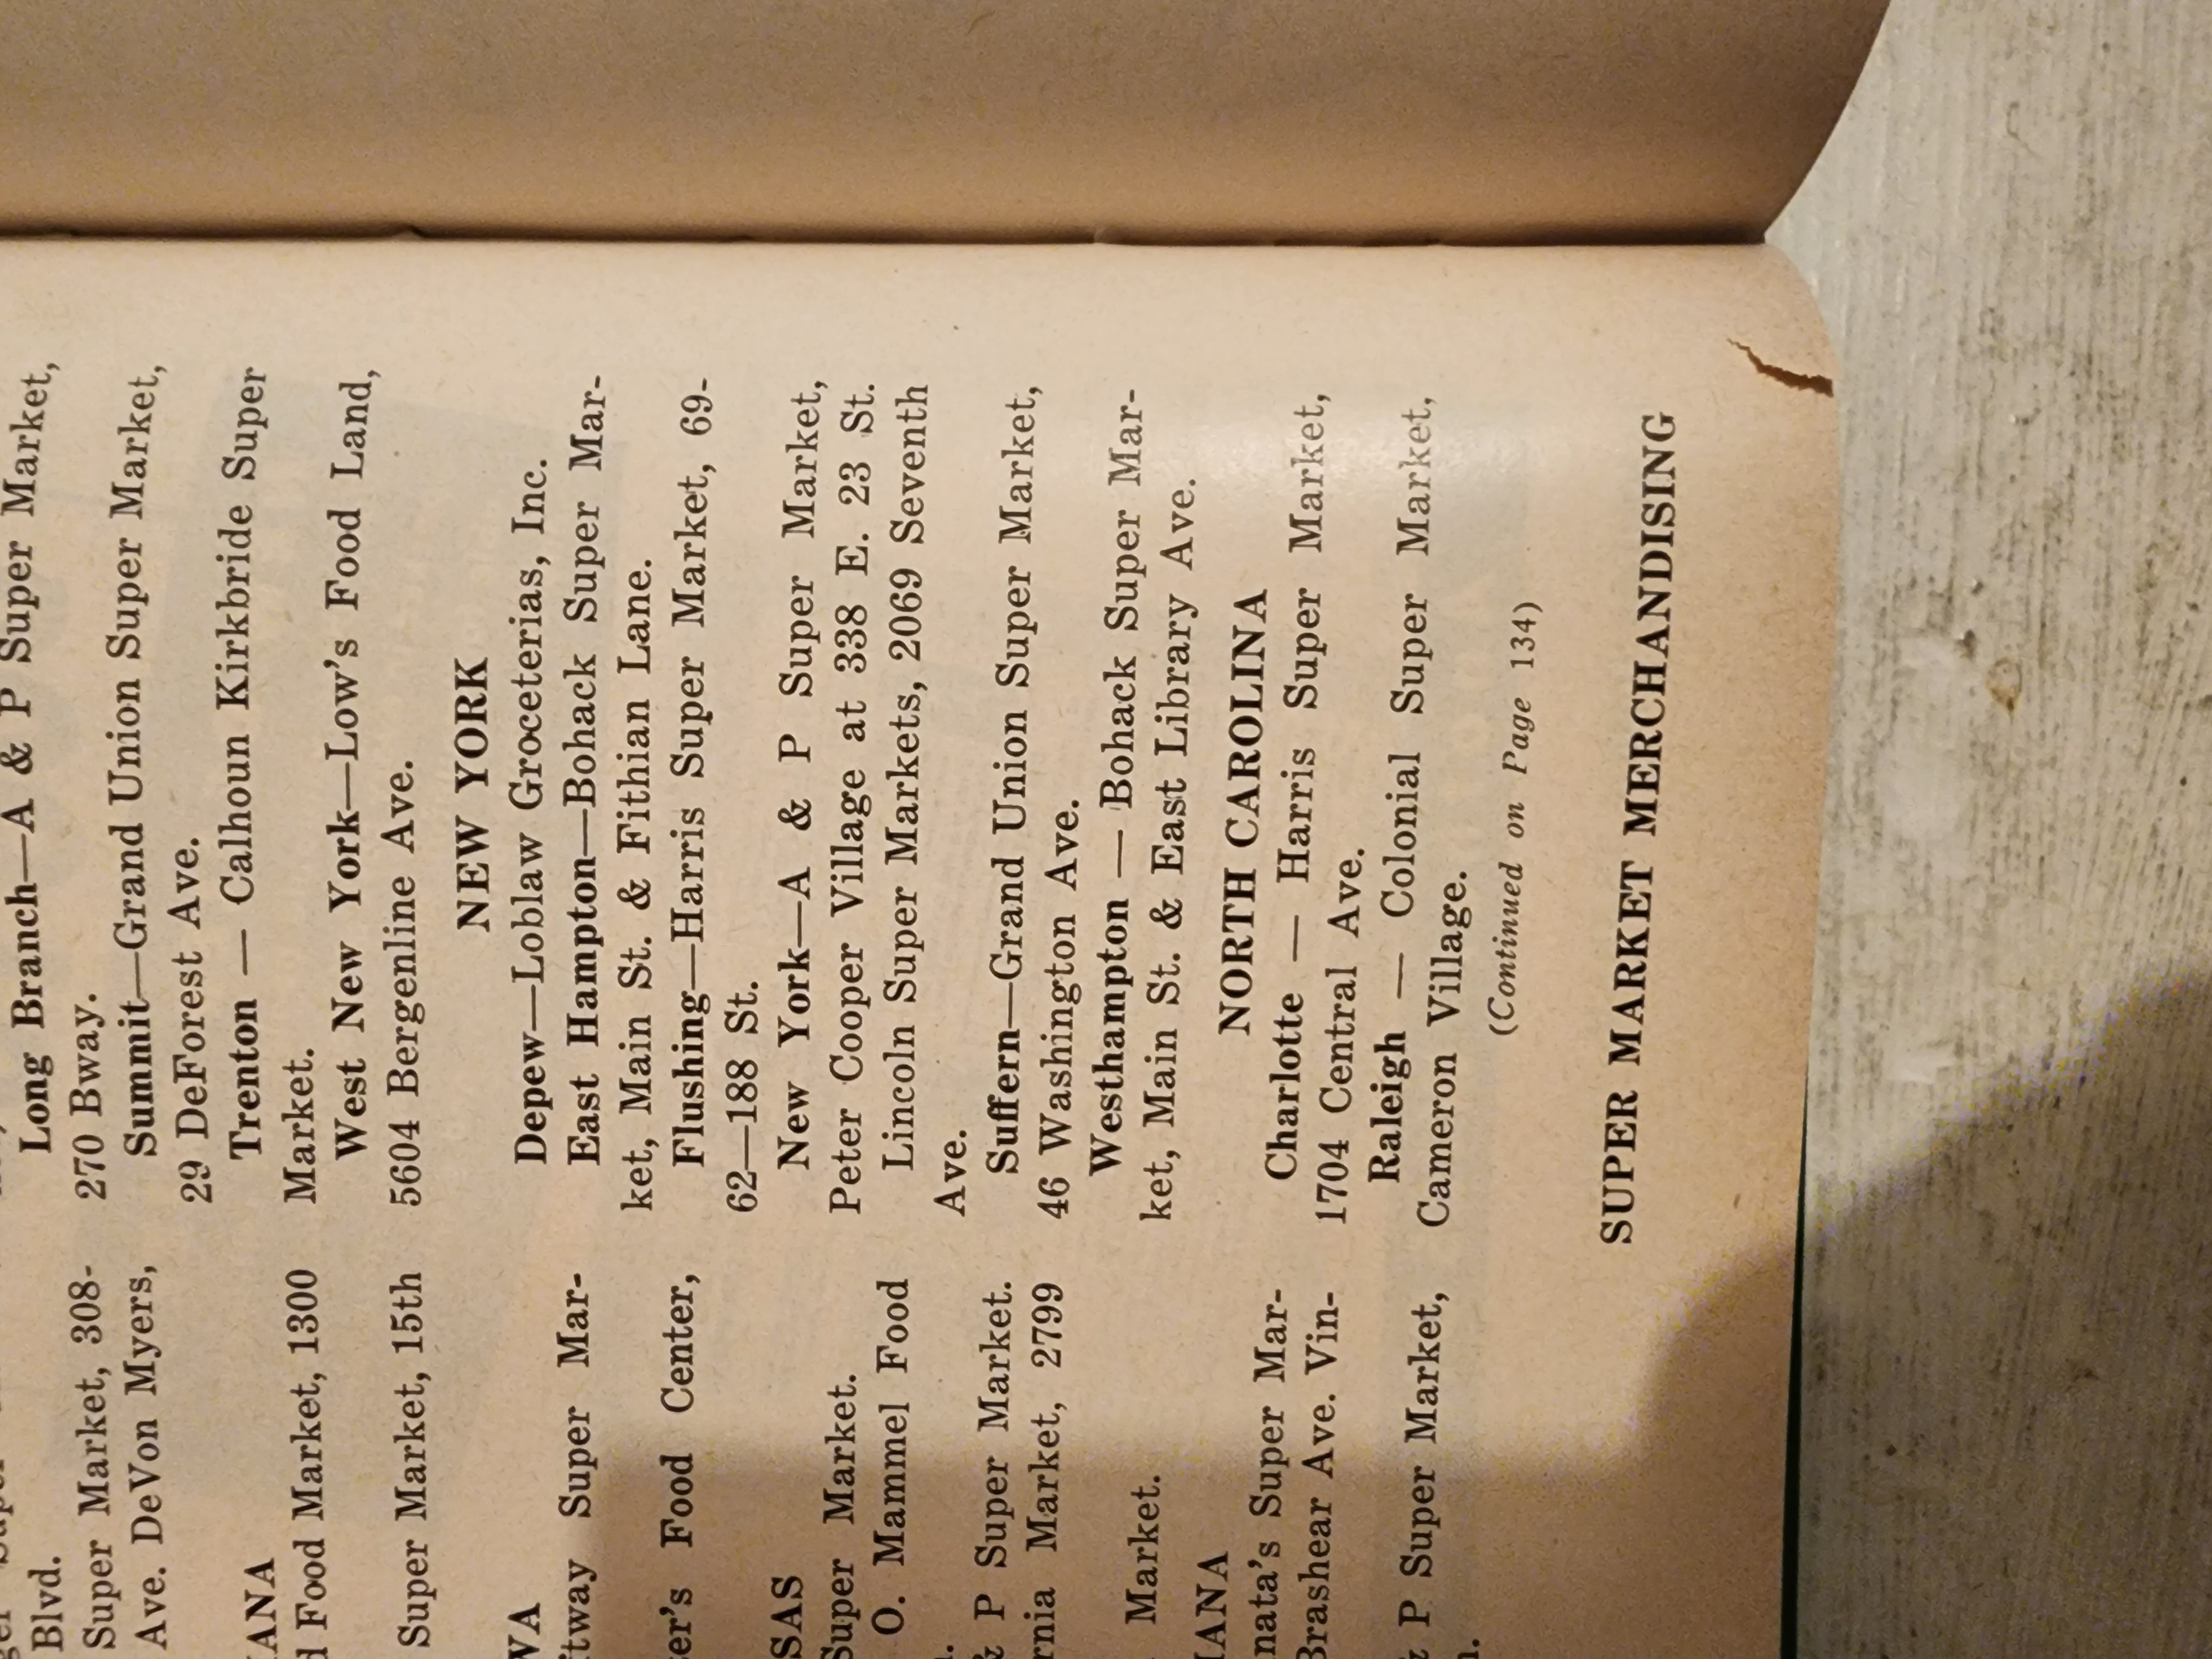 Blvd.
Super Market, 308-
Ave. DeVon Myers,
Food Market, 1300
Super Market, 15th
Super Mar-
Food Center,
Super Market.
O. Mammel Food
P Super Market.
Market, 2799
Market.
Super Mar-
Brashear Ave. Vin-
P Super Market,
Long Branch—A & P Super Market,
270 Bway.
Summit—Grand Union Super Market,
29 DeForest Ave.
Trenton — Calhoun Kirkbride Super
Market.
West New York—Low's Food Land,
5604 Bergenline Ave.
NEW YORK
Depew—Loblaw Groceterias, Inc.
East Hampton—Bohack Super Mar-
ket, Main St. & Fithian Lane.
Flushing—Harris Super Market, 69-
62—188 St.
New York—A & P Super Market,
Peter Cooper Village at 338 E. 23 St.
Lincoln Super Markets, 2069 Seventh
Ave.
Suffern—Grand Union Super Market,
46 Washington Ave.
Westhampton — Bohack Super Mar-
ket, Main St. & East Library Ave.
NORTH CAROLINA
Charlotte — Harris Super Market,
1704 Central Ave.
Raleigh — Colonial Super Market,
Cameron Village.
(Continued on Page 134)
SUPER MARKET MERCHANDISING